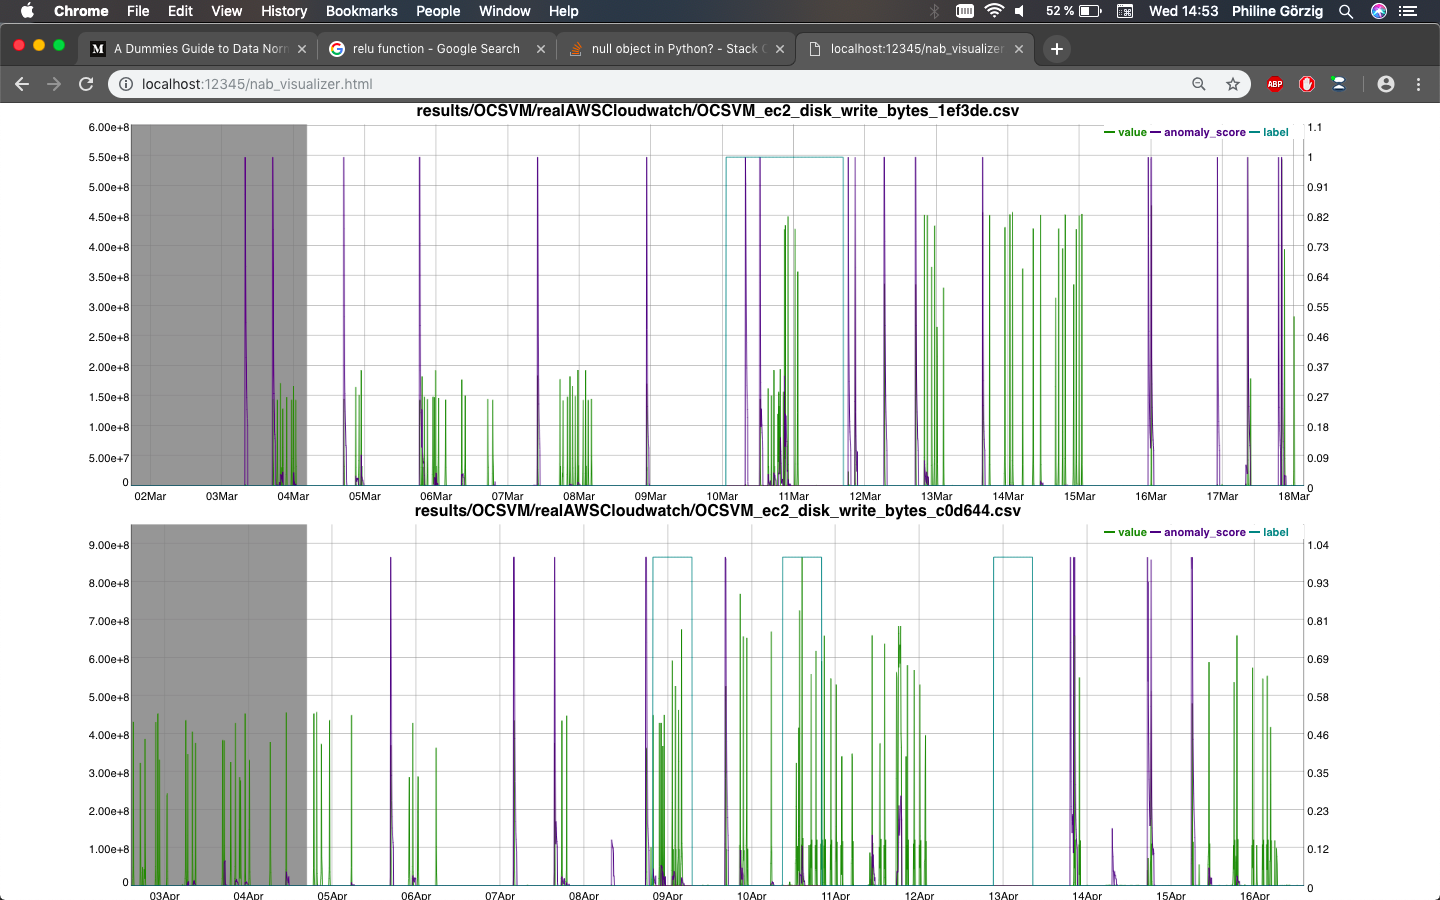 Chrome File Edit View History Bookmarks People Window Help 52 % Wed 14:53 Philine Görzig
A Dummies Guide to Data Norn relu function - Google Search null object in Python? - Stack localhost:12345/nab_visualizer
localhost:12345/nab_visualizer.html ABP
results/OCSVM/realAWSCloudwatch/OCSVM_ec2_disk_write_bytes_1ef3de.csv
6.00e+8 1.1
value anomaly_score label
5.50e+8 1
5.00e+8 0.91
4.50e+8 0.82
4.00e+8 0.73
3.50e+8 0.64
3.00e+8 0.55
2.50e+8 0.46
2.00e+8 0.37
1.50e+8 0.27
1.00e+8 0.18
5.00e+7 0.09
0 0
02Mar 03Mar 04Mar 05Mar 06Mar 07Mar 08Mar 09Mar 10Mar 11Mar 12Mar 13Mar 14Mar 15Mar 16Mar 17Mar 18Mar
results/OCSVM/realAWSCloudwatch/OCSVM_ec2_disk_write_bytes_c0d644.csv
value anomaly_score label
9.00e+8 1.04
8.00e+8 0.93
7.00e+8 0.81
6.00e+8 0.69
5.00e+8 0.58
4.00e+8 0.46
3.00e+8 0.35
2.00e+8 0.23
1.00e+8 0.12
0 0
03Apr 04Apr 05Apr 06Apr 07Apr 08Apr 09Apr 10Apr 11Apr 12Apr 13Apr 14Apr 15Apr 16Apr